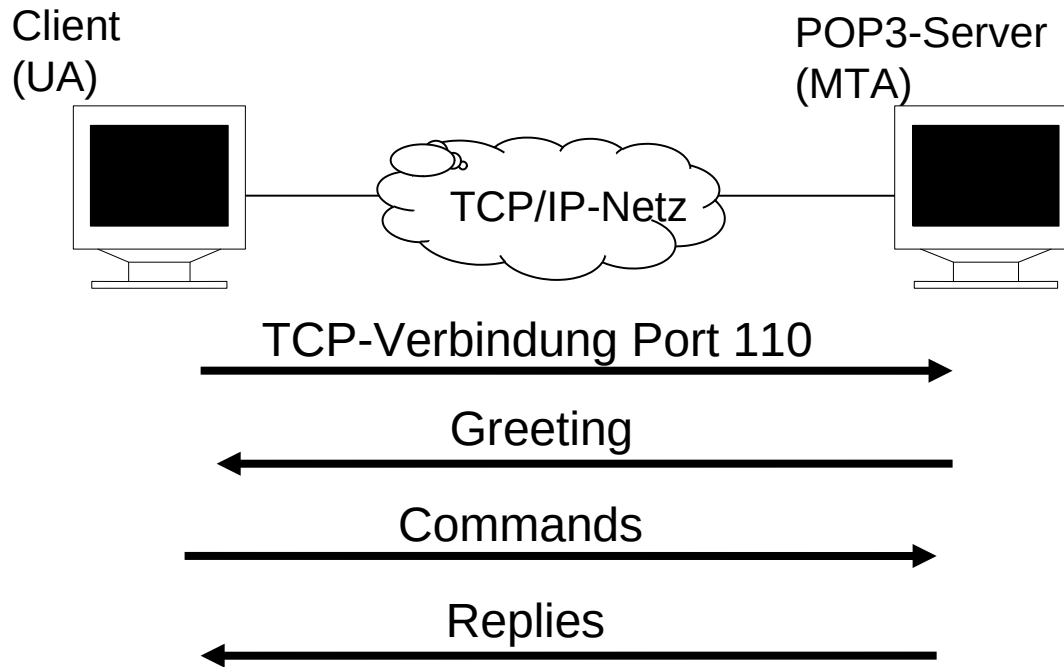 Client
(UA)
POP3-Server
(MTA)
TCP/IP-Netz
TCP-Verbindung Port 110
Greeting
Commands
Replies